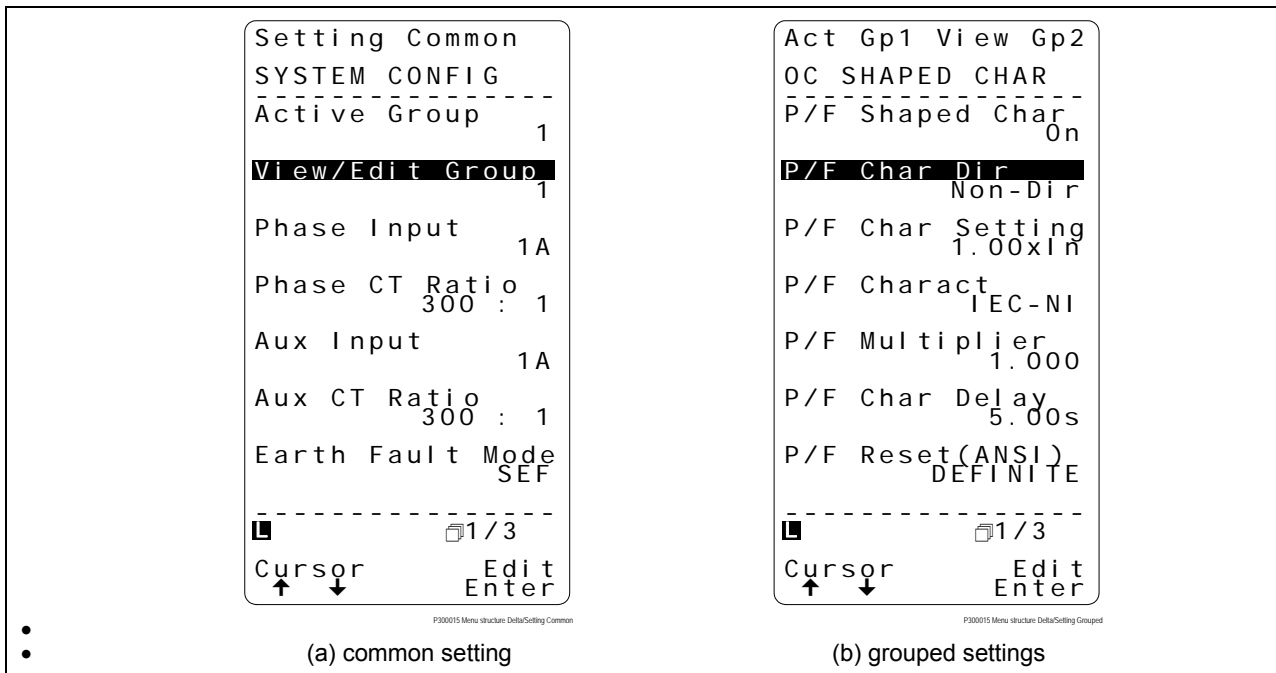 Setting Common
SYSTEM CONFIG
----------------
Active Group
1
View/Edit Group
1
Phase Input
1A
Phase CT Ratio
300 : 1
Aux Input
1A
Aux CT Ratio
300 : 1
Earth Fault Mode
SEF
----------------
L 1/3
Cursor Edit
↑ ↓ Enter
P300015 Menu structure Delta/Setting Common
(a) common setting
Act Gp1 View Gp2
OC SHAPED CHAR
----------------
P/F Shaped Char
On
P/F Char Dir
Non-Dir
P/F Char Setting
1.00xIn
P/F Charact
IEC-NI
P/F Multiplier
1.000
P/F Char Delay
5.00s
P/F Reset(ANSI)
DEFINITE
----------------
L 1/3
Cursor Edit
↑ ↓ Enter
P300015 Menu structure Delta/Setting Grouped
(b) grouped settings